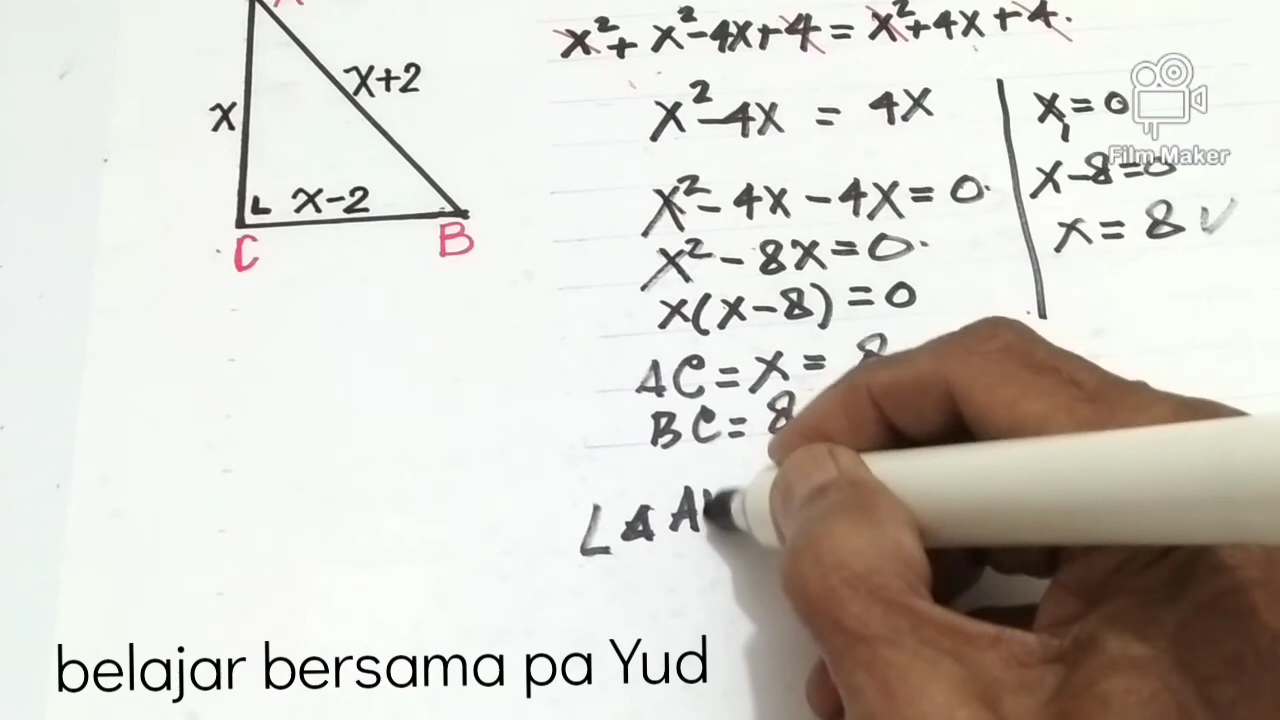 A
x
x+2
x-2
C
B
x²+ x²-4x+4 = x²+4x+4.
x²-4x = 4x
x²-4x-4x=0.
x²-8x=0.
x(x-8)=0
AC=x= 8
BC= 8
L∆ A
x₁=0
x-8=0
x=8✓
Film Maker
belajar bersama pa Yud